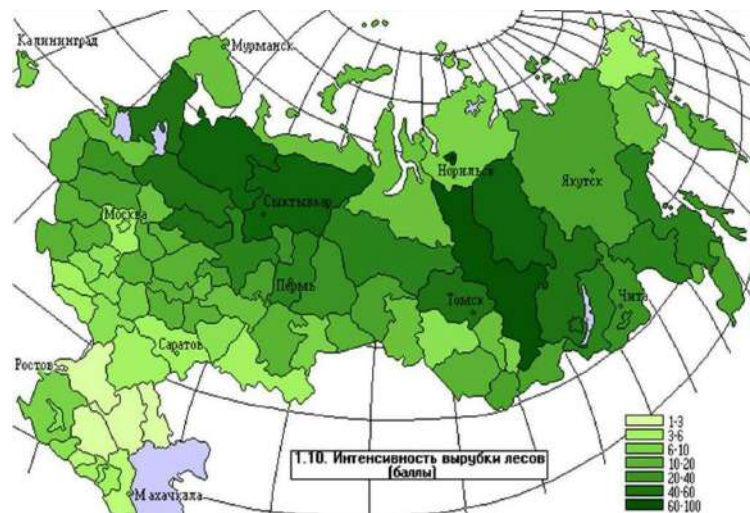 Калининград
Мурманск
Норильск
Якутск
Сыктывкар
Москва
Пермь
Томск
Чита
Саратов
Ростов
Махачкала
1.10. Интенсивность вырубки лесов
(баллы)
1-3
3-6
6-10
10-20
20-40
40-60
60-100